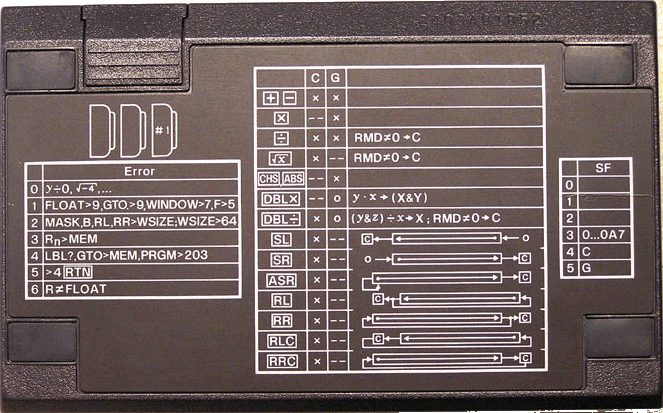 #1
Error
0 y÷0, √-4,...
1 FLOAT>9,GTO.>9,WINDOW>7,F>5
2 MASK,B,RL,RR>WSIZE;WSIZE>64
3 Rn>MEM
4 LBL?,GTO>MEM,PRGM>203
5 >4 RTN
6 R≠FLOAT
C G
+ − × ×
× -- ×
÷ × × RMD≠0→C
√x × -- RMD≠0→C
CHS ABS -- ×
DBL× -- o y·x→(X&Y)
DBL÷ × o (y&z)÷x→X;RMD≠0→C
SL × -- C o
SR × -- o C
ASR × -- C
RL × -- C
RR × -- C
RLC × -- C
RRC × -- C
SF
0
1
2
3 0...0A7
4 C
5 G